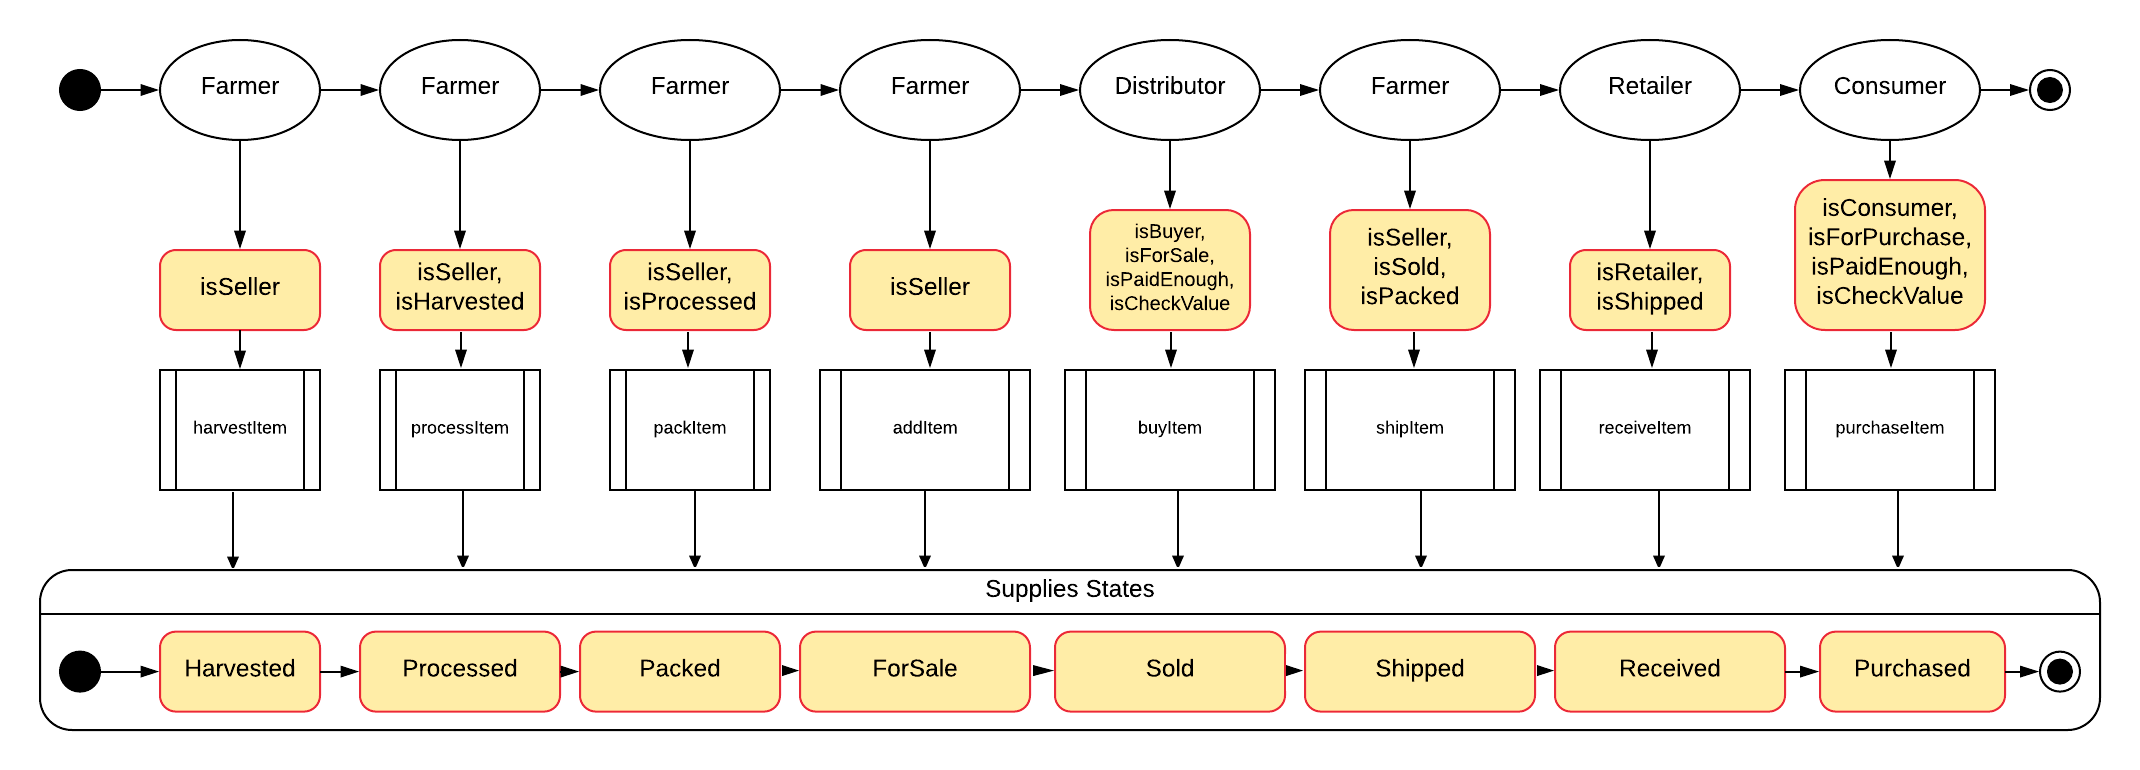 Farmer
Farmer
Farmer
Farmer
Distributor
Farmer
Retailer
Consumer
isSeller
isSeller,
isHarvested
isSeller,
isProcessed
isSeller
isBuyer,
isForSale,
isPaidEnough,
isCheckValue
isSeller,
isSold,
isPacked
isRetailer,
isShipped
isConsumer,
isForPurchase,
isPaidEnough,
isCheckValue
harvestItem
processItem
packItem
addItem
buyItem
shipItem
receiveItem
purchaseItem
Supplies States
Harvested
Processed
Packed
ForSale
Sold
Shipped
Received
Purchased